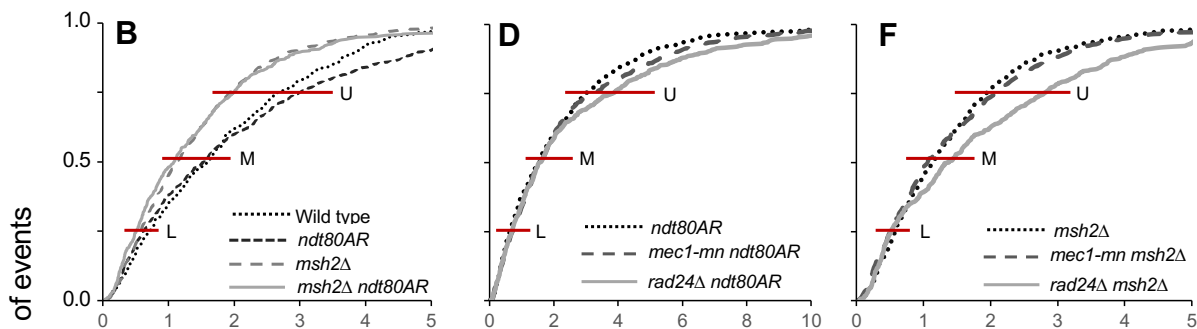 of events
B
1.0
0.5
0.0
U
M
L
Wild type
ndt80AR
msh2Δ
msh2Δ ndt80AR
0 1 2 3 4 5
D
U
M
L
ndt80AR
mec1-mn ndt80AR
rad24Δ ndt80AR
0 2 4 6 8 10
F
U
M
L
msh2Δ
mec1-mn msh2Δ
rad24Δ msh2Δ
0 1 2 3 4 5